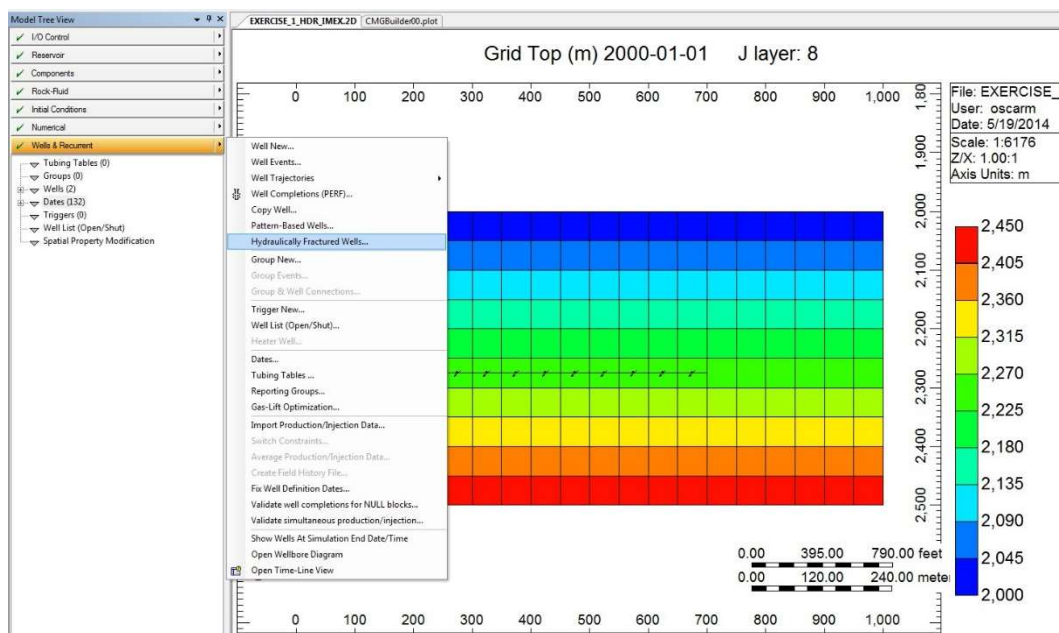 Model Tree View
I/O Control
Reservoir
Components
Rock-Fluid
Initial Conditions
Numerical
Wells & Recurrent
Tubing Tables (0)
Groups (0)
Wells (2)
Dates (132)
Triggers (0)
Well List (Open/Shut)
Spatial Property Modification
Well New...
Well Events...
Well Trajectories
Well Completions (PERF)...
Copy Well...
Pattern-Based Wells...
Hydraulically Fractured Wells...
Group New...
Group Events...
Group & Well Connections...
Trigger New...
Well List (Open/Shut)...
Heater Well...
Dates...
Tubing Tables ...
Reporting Groups...
Gas-Lift Optimization...
Import Production/Injection Data...
Switch Constraints...
Average Production/Injection Data...
Create Field History File...
Fix Well Definition Dates...
Validate well completions for NULL blocks...
Validate simultaneous production/injection...
Show Wells At Simulation End Date/Time
Open Wellbore Diagram
Open Time-Line View
EXERCISE_1_HDR_IMEX.2D CMGBuilder00.plot
Grid Top (m) 2000-01-01 J layer: 8
0 100 200 300 400 500 600 700 800 900 1,000
1,80
1,900
2,000
2,100
2,200
2,300
2,400
2,500
0.00 395.00 790.00 feet
0.00 120.00 240.00 mete
0 100 200 300 400 500 600 700 800 900 1,000
File: EXERCISE_
User: oscarm
Date: 5/19/2014
Scale: 1:6176
Z/X: 1.00:1
Axis Units: m
2,450
2,405
2,360
2,315
2,270
2,225
2,180
2,135
2,090
2,045
2,000